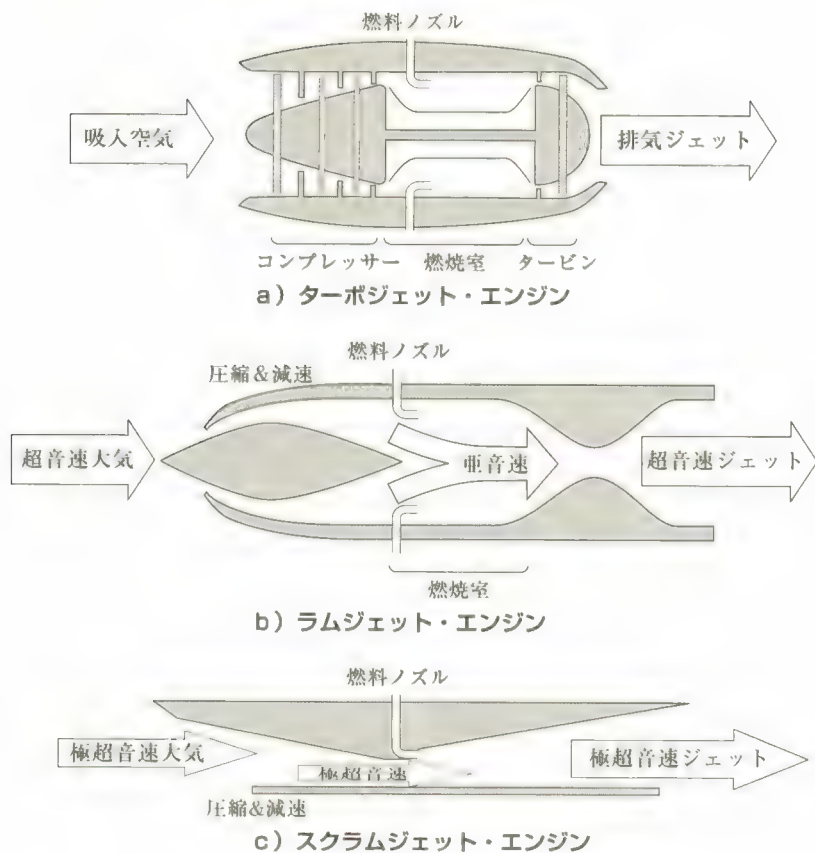 燃料ノズル
吸入空気
排気ジェット
コンプレッサー 燃焼室 タービン
a）ターボジェット・エンジン
燃料ノズル
圧縮&減速
超音速大気
亜音速
超音速ジェット
燃焼室
b）ラムジェット・エンジン
燃料ノズル
極超音速大気
極超音速ジェット
極超音速
圧縮&減速
c）スクラムジェット・エンジン